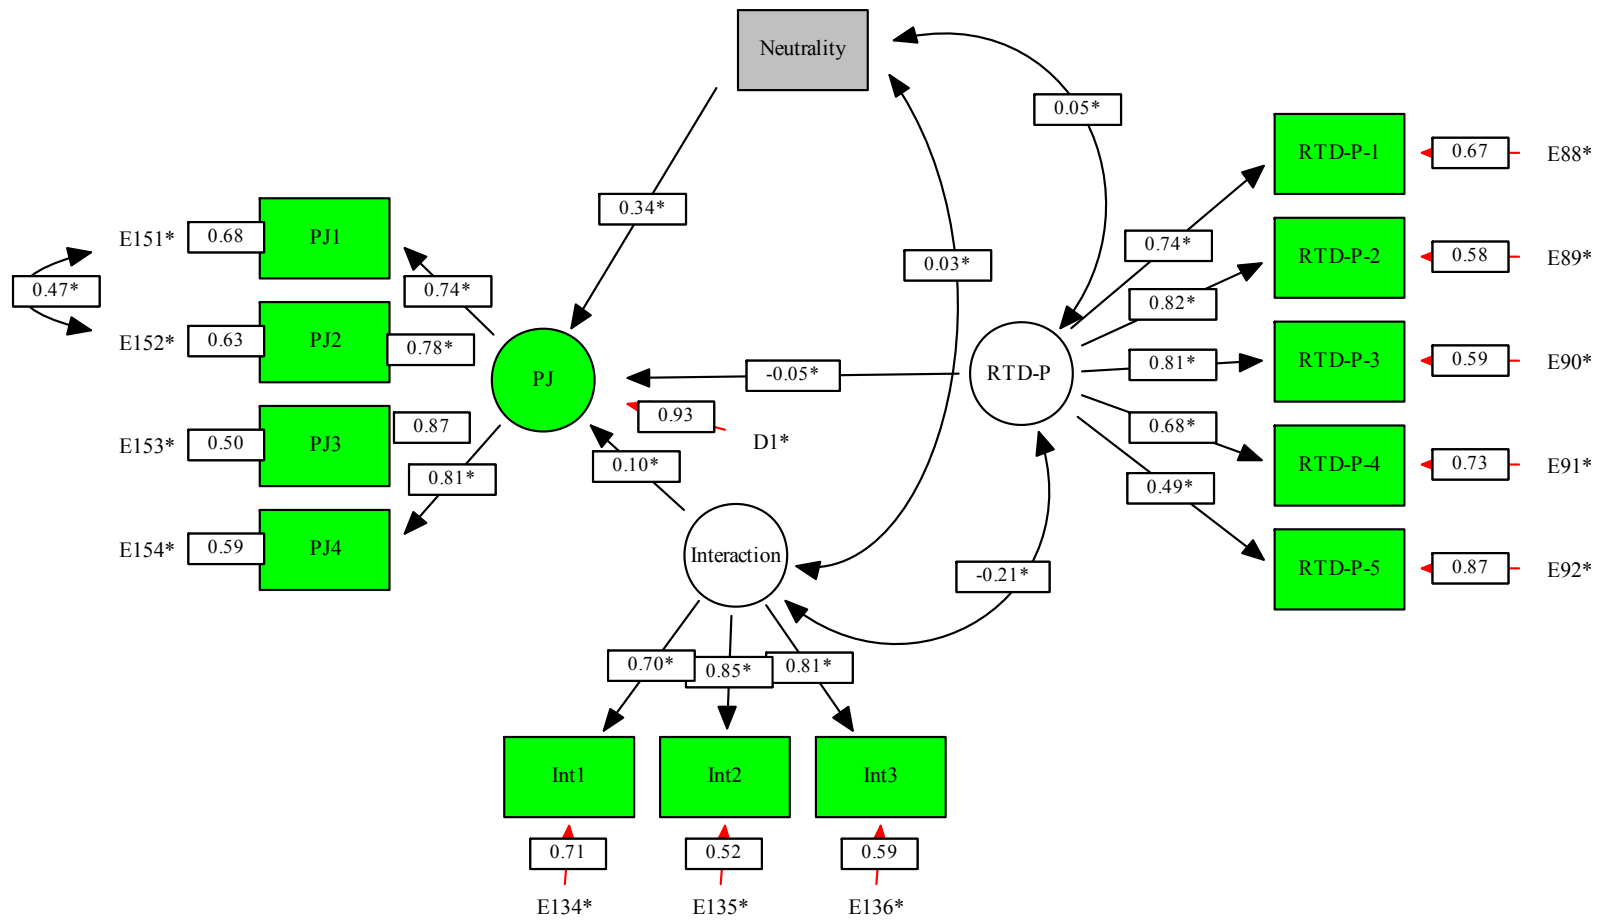 Neutrality
0.05*
RTD-P-1
0.67
E88*
0.34*
0.74*
E151*
0.68
PJ1
RTD-P-2
0.58
E89*
0.03*
0.47*
0.74*
0.82*
E152*
0.63
PJ2
0.78*
PJ
-0.05*
RTD-P
0.81*
RTD-P-3
0.59
E90*
0.93
D1*
E153*
0.50
PJ3
0.87
0.68*
0.10*
0.81*
RTD-P-4
0.73
E91*
0.49*
E154*
0.59
PJ4
Interaction
-0.21*
RTD-P-5
0.87
E92*
0.70*
0.85*
0.81*
Int1
Int2
Int3
0.71
0.52
0.59
E134*
E135*
E136*